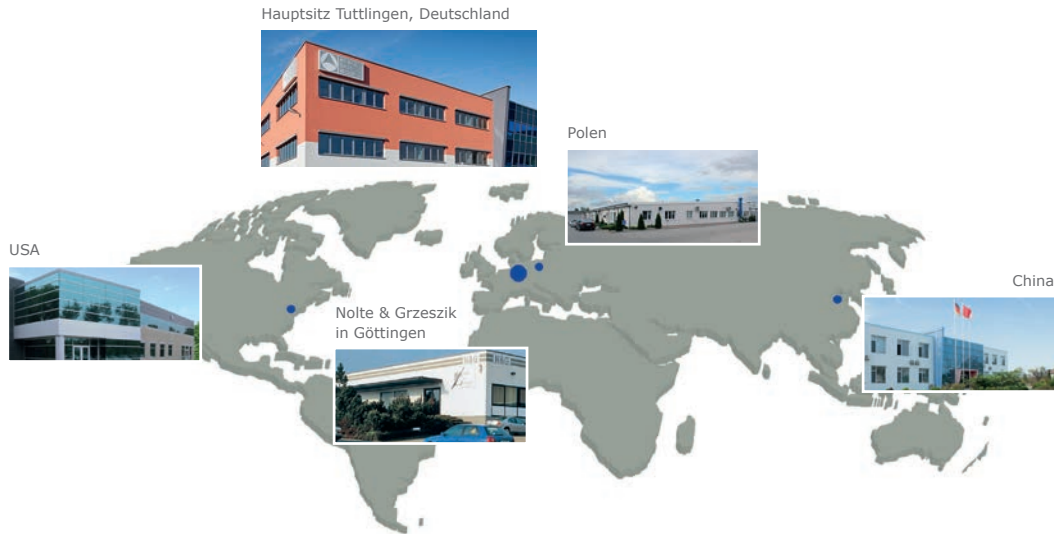 Hauptsitz Tuttlingen, Deutschland
Polen
USA
China
Nolte & Grzeszik
in Göttingen